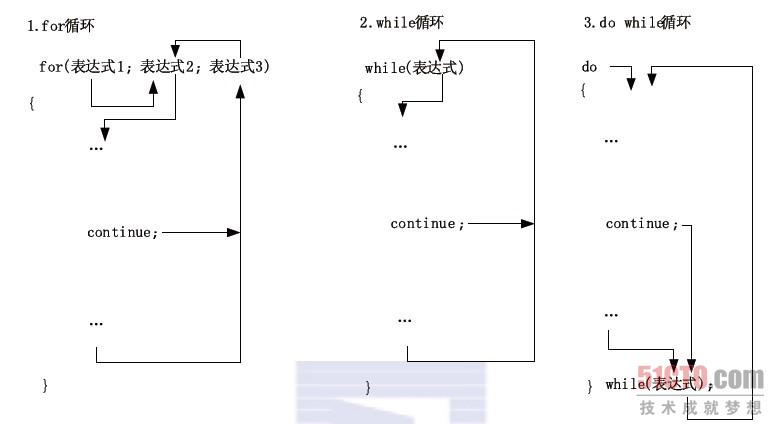 1.for循环
for(表达式1; 表达式2; 表达式3)
{
...
continue;
...
}
2.while循环
while(表达式)
{
...
continue;
...
}
3.do while循环
do
{
...
continue;
...
} while(表达式);
51CTO.com
技术成就梦想